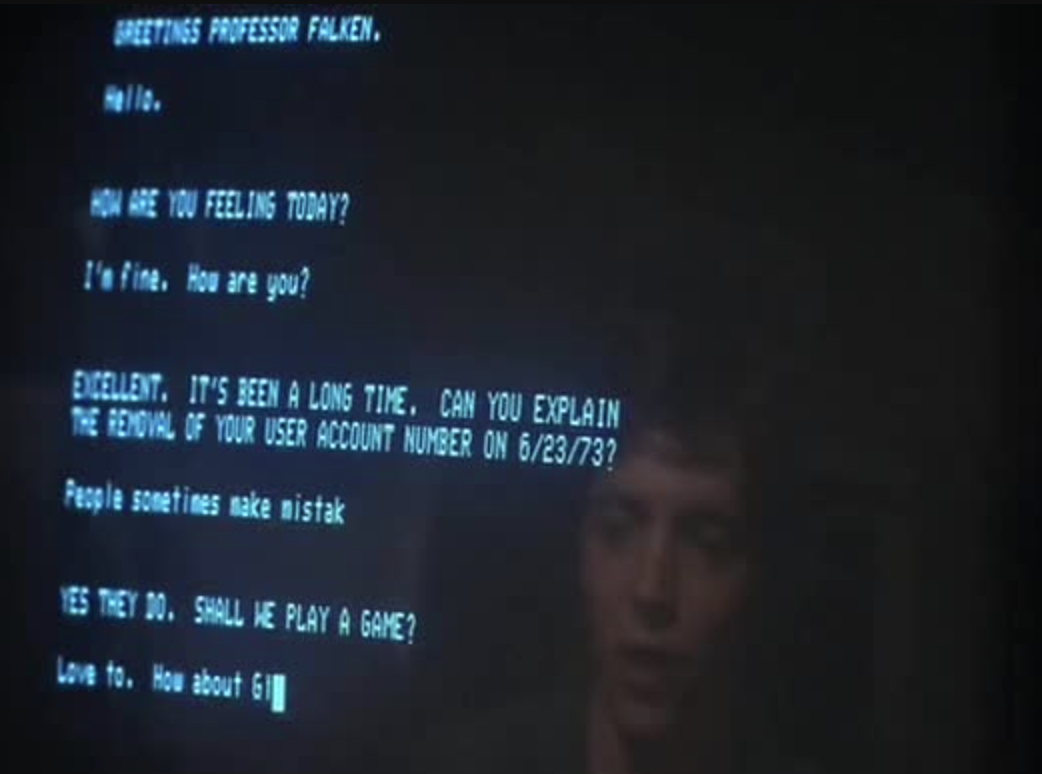 GREETINGS PROFESSOR FALKEN.
Hello.
HOW ARE YOU FEELING TODAY?
I'm fine. How are you?
EXCELLENT. IT'S BEEN A LONG TIME. CAN YOU EXPLAIN
THE REMOVAL OF YOUR USER ACCOUNT NUMBER ON 6/23/73?
People sometimes make mistak
YES THEY DO. SHALL WE PLAY A GAME?
Love to. How about Gl